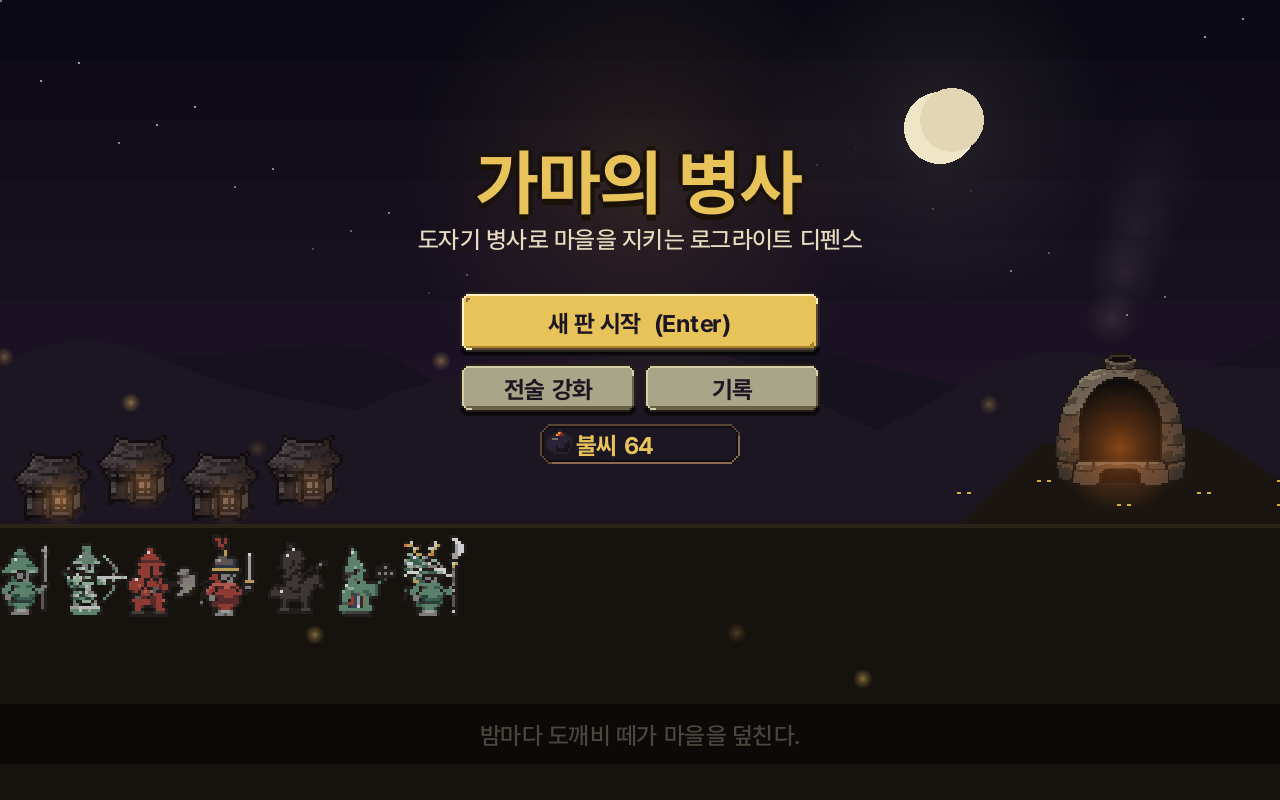 가마의 병사
도자기 병사로 마을을 지키는 로그라이트 디펜스
새 판 시작 (Enter)
전술 강화
기록
불씨 64
밤마다 도깨비 떼가 마을을 덮친다.